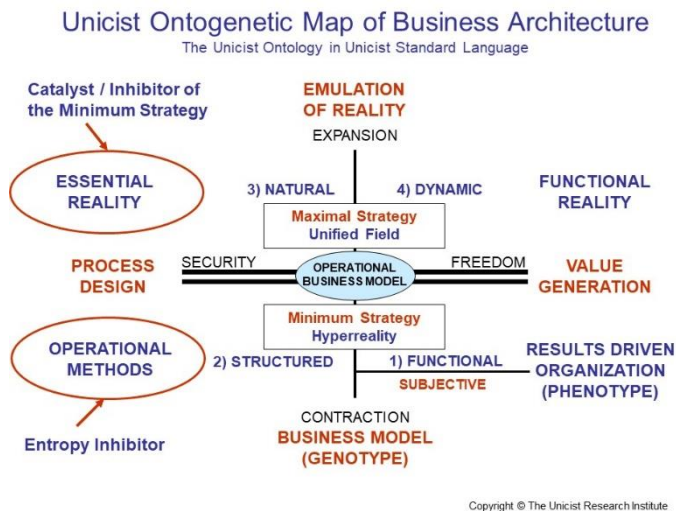 Unicist Ontogenetic Map of Business Architecture
The Unicist Ontology in Unicist Standard Language
Catalyst / Inhibitor of
the Minimum Strategy
EMULATION
OF REALITY
EXPANSION
ESSENTIAL
REALITY
3) NATURAL
4) DYNAMIC
FUNCTIONAL
REALITY
Maximal Strategy
Unified Field
PROCESS
DESIGN
SECURITY
OPERATIONAL
BUSINESS MODEL
FREEDOM
VALUE
GENERATION
Minimum Strategy
Hyperreality
OPERATIONAL
METHODS
2) STRUCTURED
1) FUNCTIONAL
SUBJECTIVE
RESULTS DRIVEN
ORGANIZATION
(PHENOTYPE)
CONTRACTION
BUSINESS MODEL
(GENOTYPE)
Entropy Inhibitor
Copyright © The Unicist Research Institute